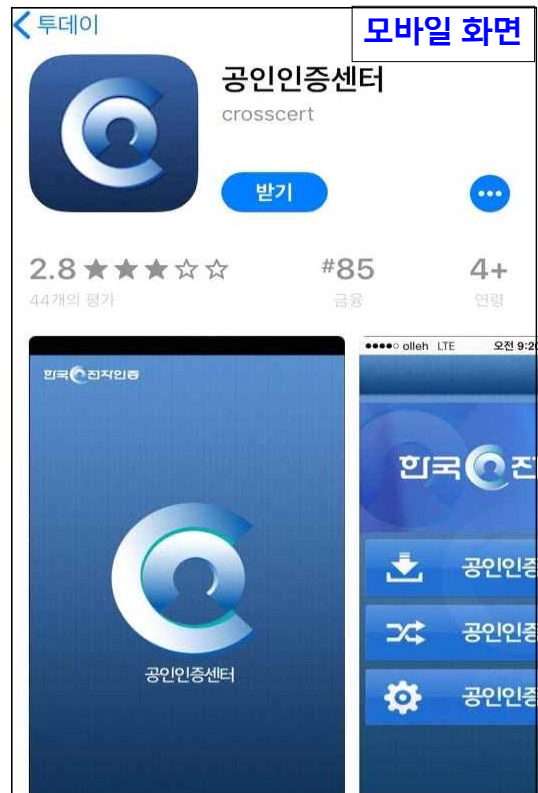 투데이
모바일 화면
공인인증센터
crosscert
받기
2.8 #85 4+
44개의 평가 금융 연령
한국 전자인증
공인인증센터
olleh LTE 오전 9:20
한국 전
공인인증
공인인증
공인인증